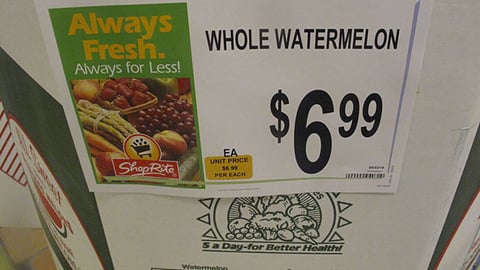 Always
Fresh.
Always for Less!
ShopRite
WHOLE WATERMELON
EA
UNIT PRICE
$6.99
PER EACH
$6.99
5 a Day-for Better Health!
Watermelon